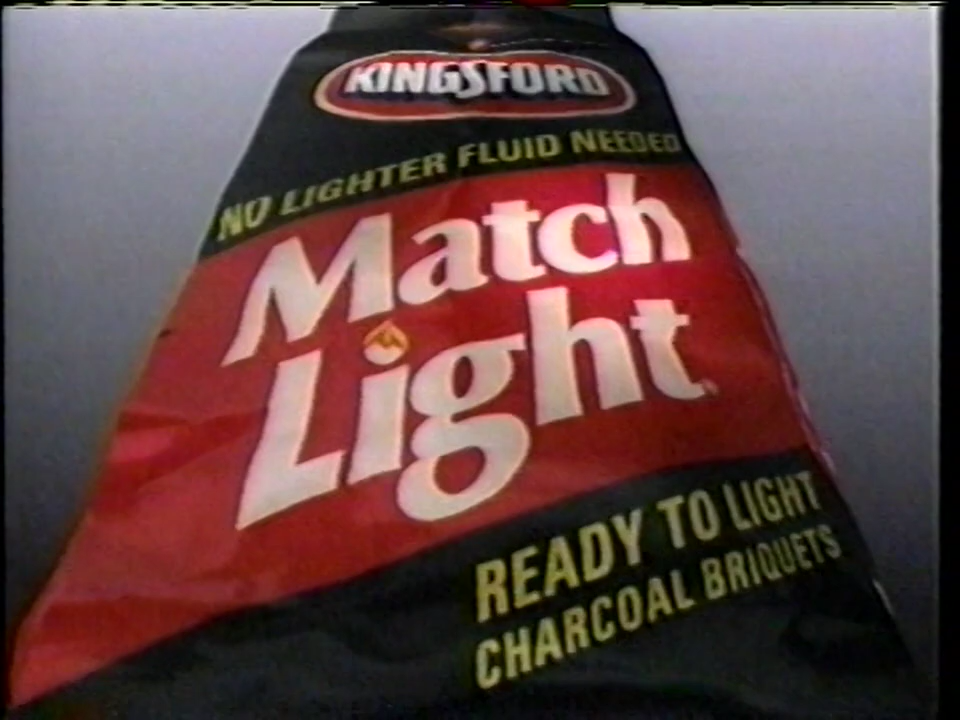 KINGSFORD
NO LIGHTER FLUID NEEDED
Match
Light
READY TO LIGHT
CHARCOAL BRIQUETS